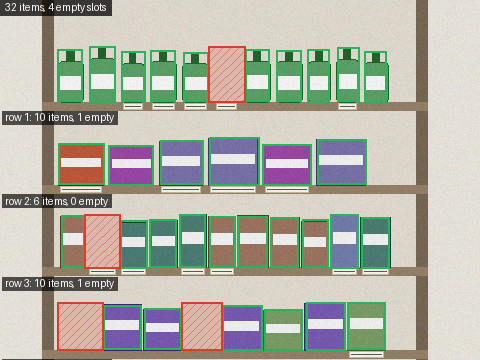 32 items, 4 empty slots
row 1: 10 items, 1 empty
row 2: 6 items, 0 empty
row 3: 10 items, 1 empty